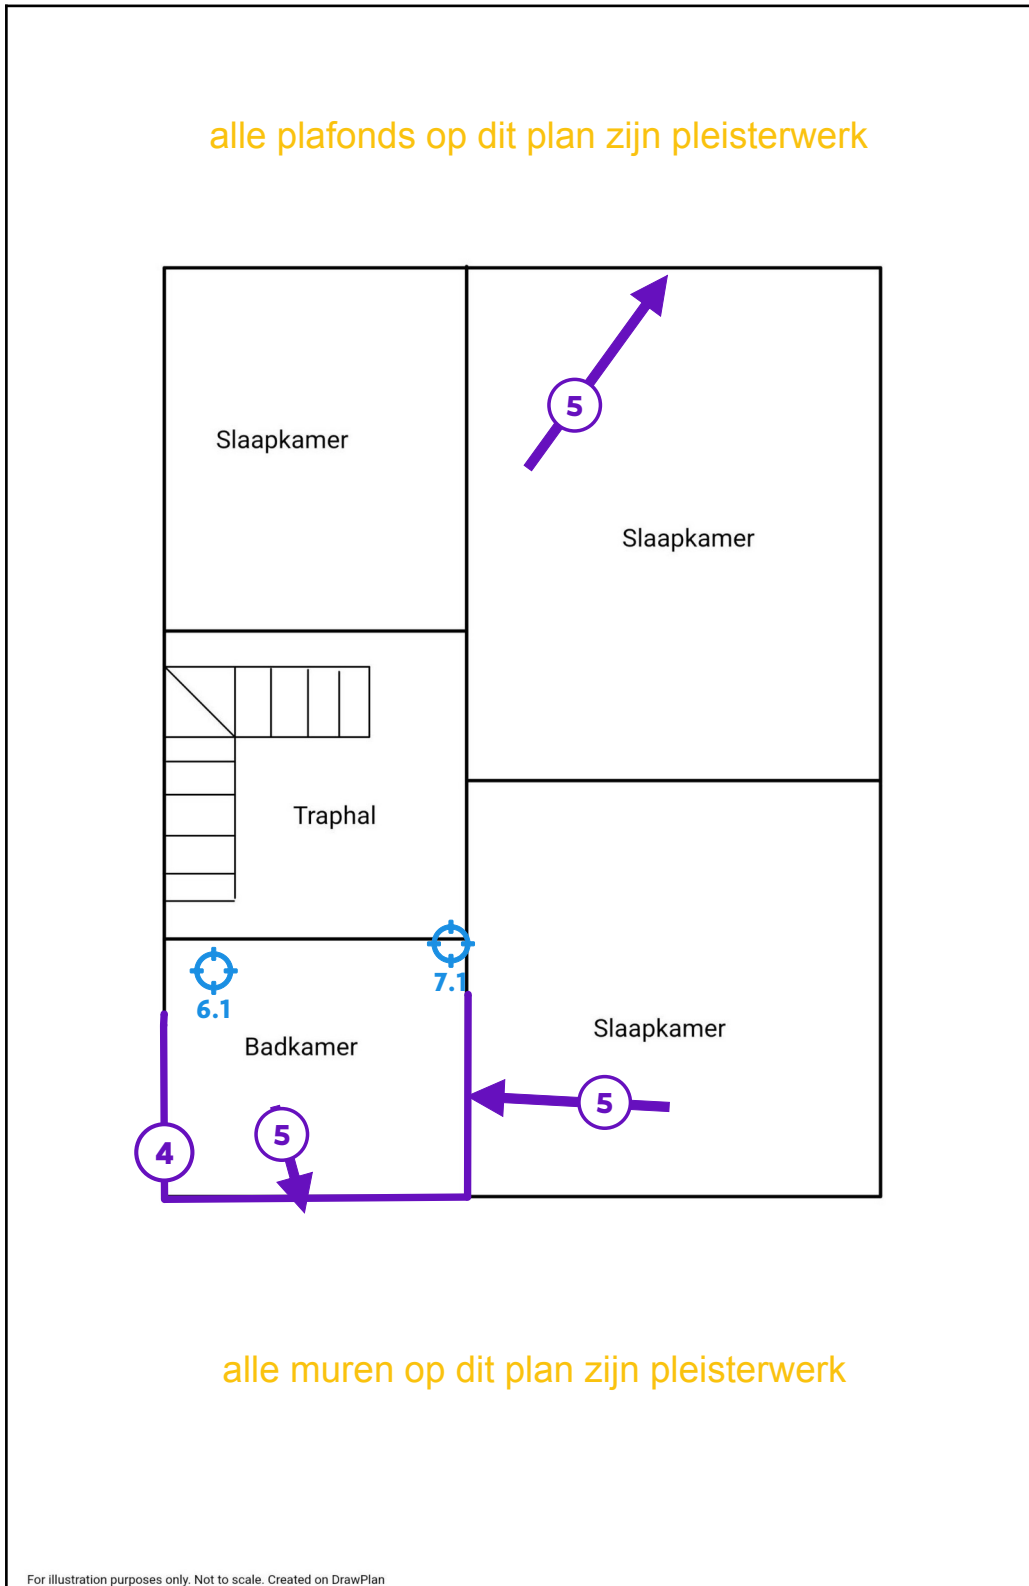 alle plafonds op dit plan zijn pleisterwerk
5
Slaapkamer
Slaapkamer
Traphal
6.1
7.1
Slaapkamer
Badkamer
5
5
4
alle muren op dit plan zijn pleisterwerk
For illustration purposes only. Not to scale. Created on DrawPlan